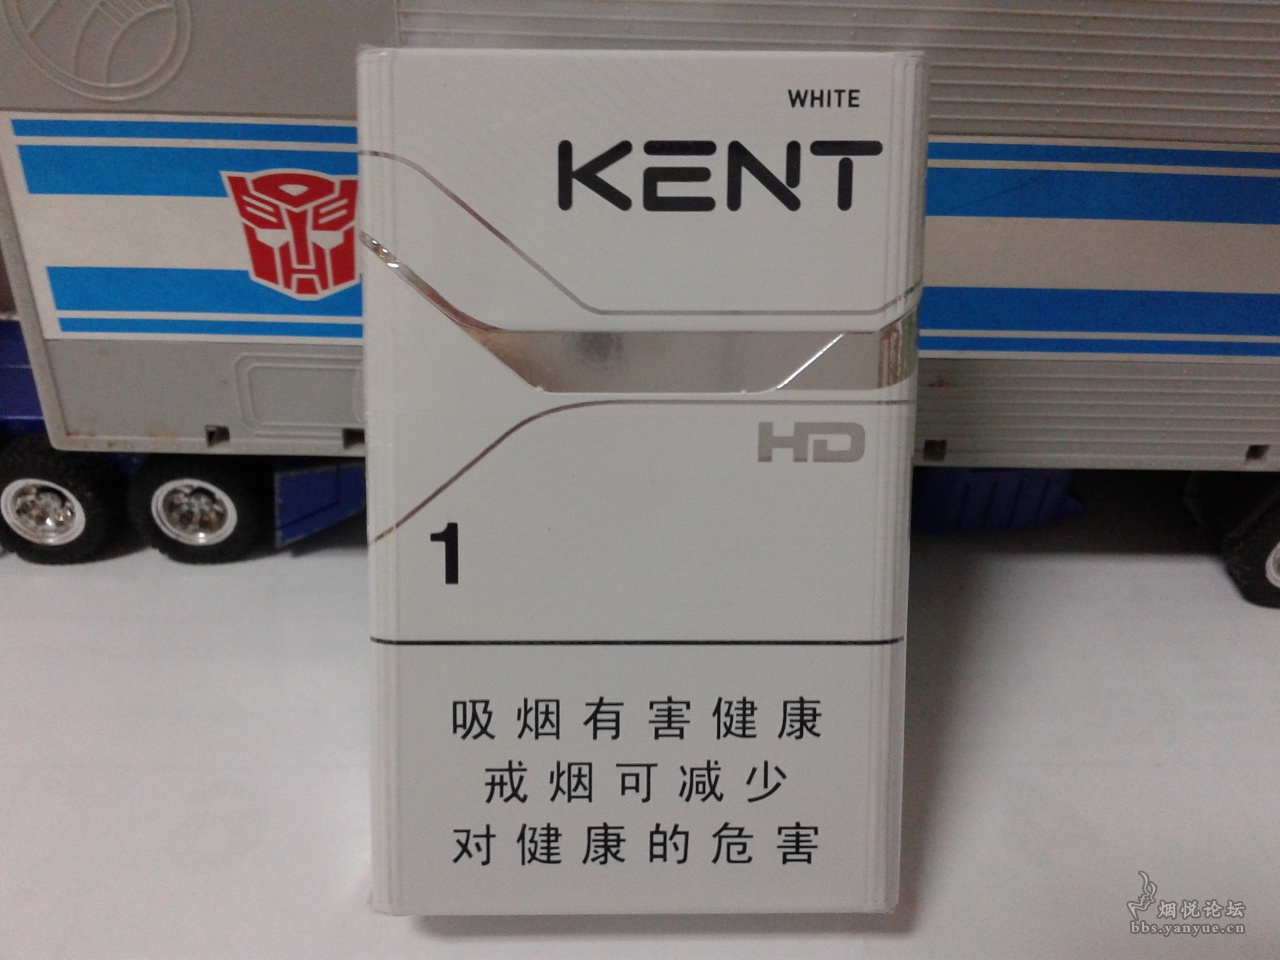 WHITE
KENT
HD
1
吸烟有害健康
戒烟可减少
对健康的危害
烟悦论坛
bbs.yanyue.cn